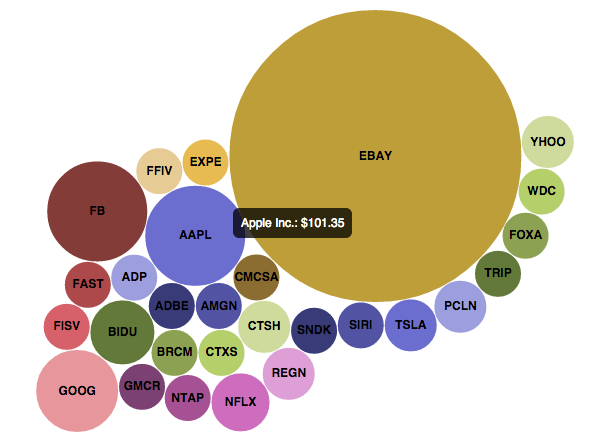 YHOO
EBAY
EXPE
FFIV
WDC
FB
Apple Inc.: $101.35
AAPL
FOXA
TRIP
ADP
CMCSA
FAST
ADBE
AMGN
PCLN
FISV
BIDU
CTSH
SNDK
SIRI
TSLA
BRCM
CTXS
REGN
GOOG
GMCR
NTAP
NFLX